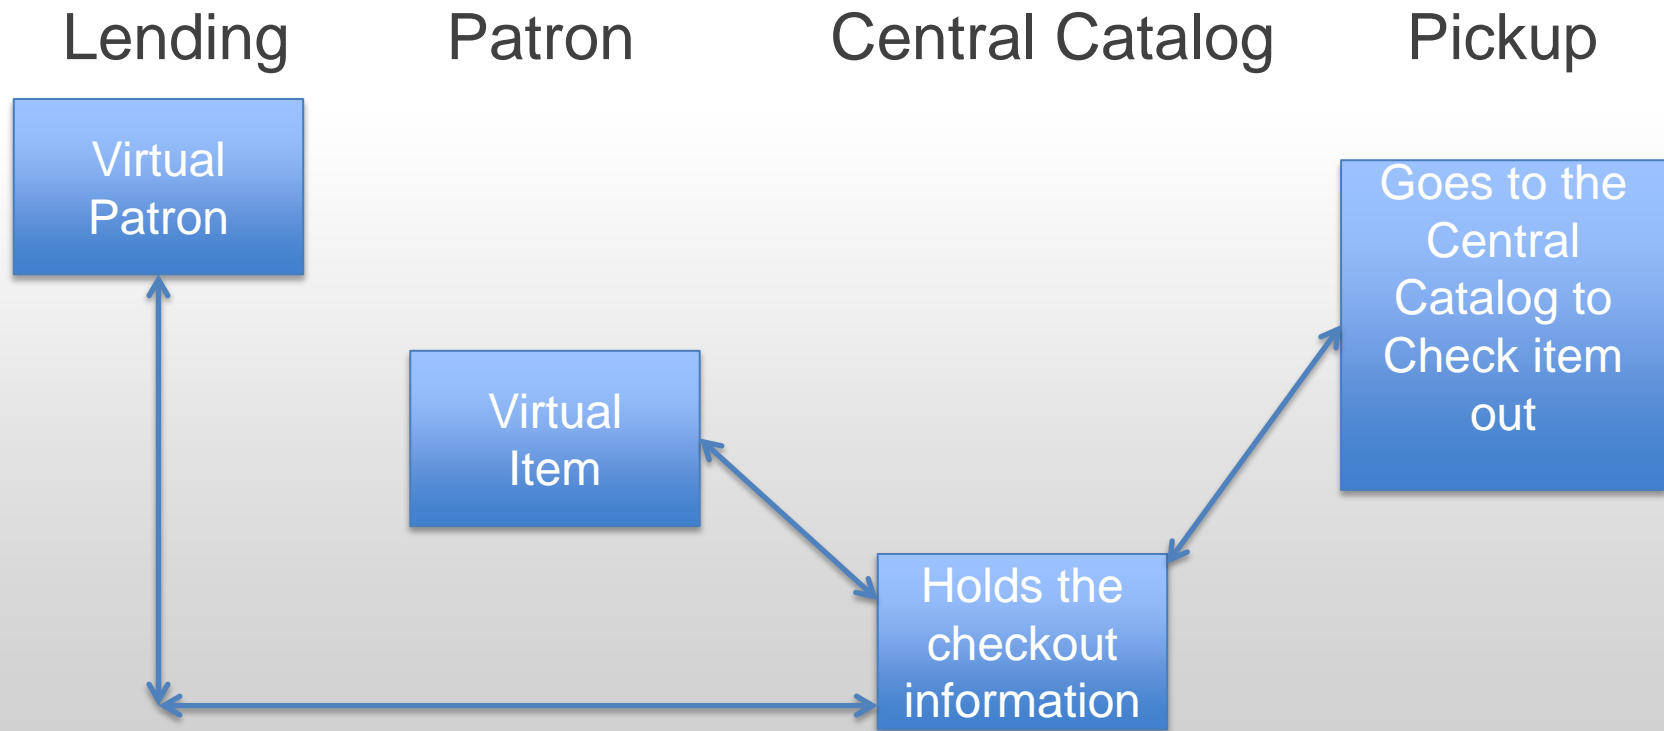 Lending
Patron
Central Catalog
Pickup
Virtual
Patron
Virtual
Item
Holds the
checkout
information
Goes to the
Central
Catalog to
Check item
out